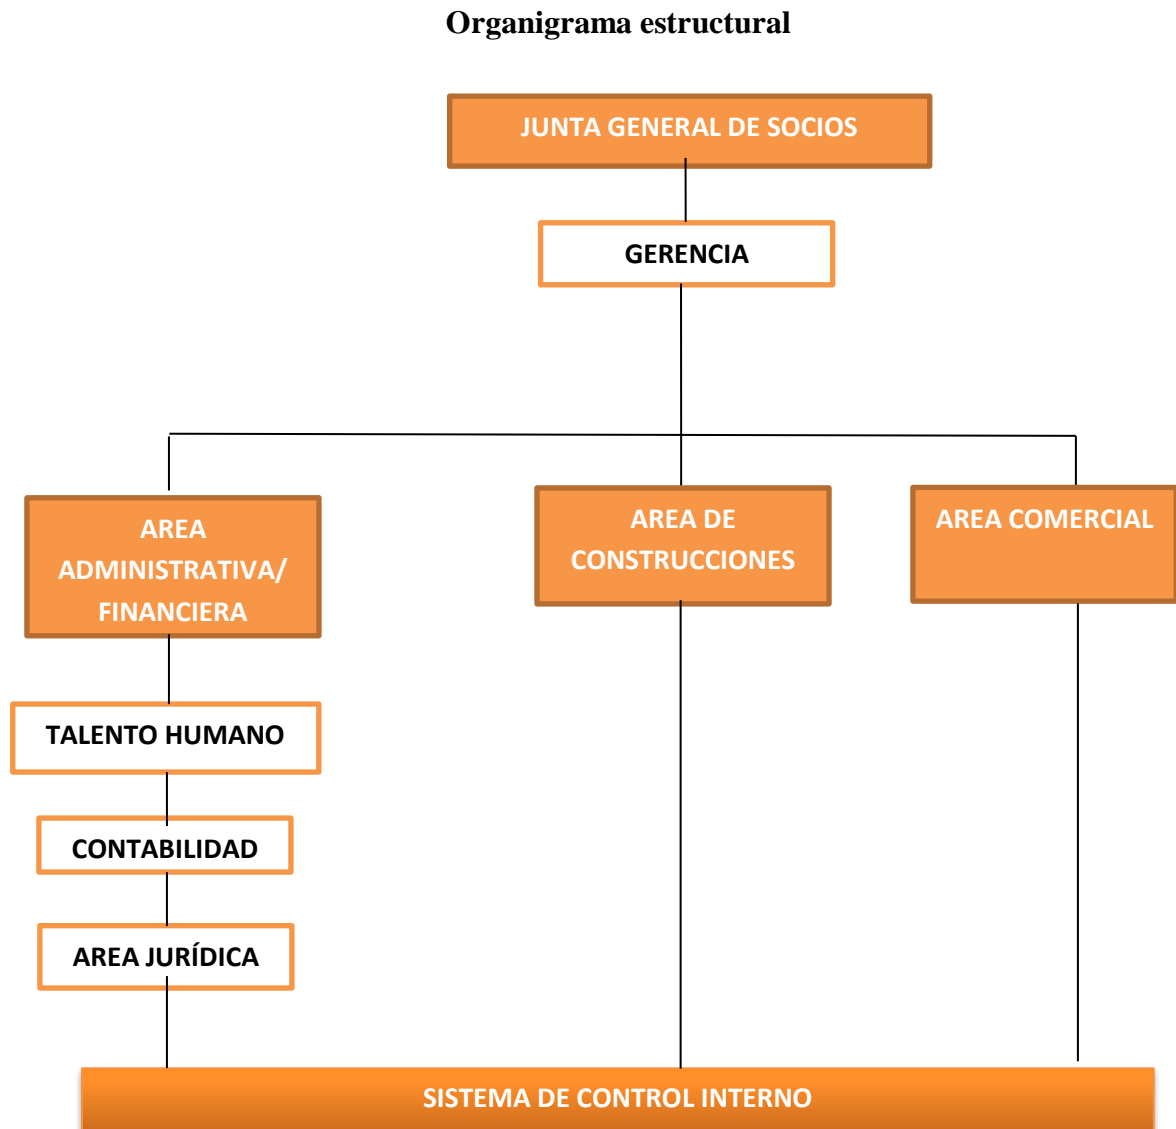 Organigrama estructural
JUNTA GENERAL DE SOCIOS
GERENCIA
AREA
ADMINISTRATIVA/
FINANCIERA
AREA DE
CONSTRUCCIONES
AREA COMERCIAL
TALENTO HUMANO
CONTABILIDAD
AREA JURÍDICA
SISTEMA DE CONTROL INTERNO